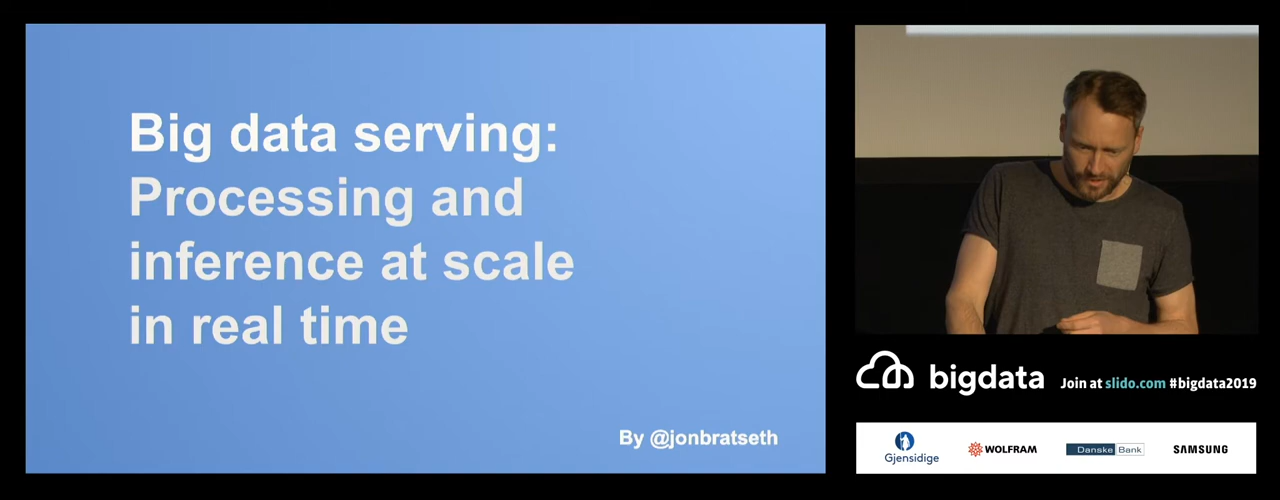 Big data serving:
Processing and
inference at scale
in real time
By @jonbratseth
bigdata
Join at slido.com #bigdata2019
Gjensidige
WOLFRAM
Danske Bank
SAMSUNG